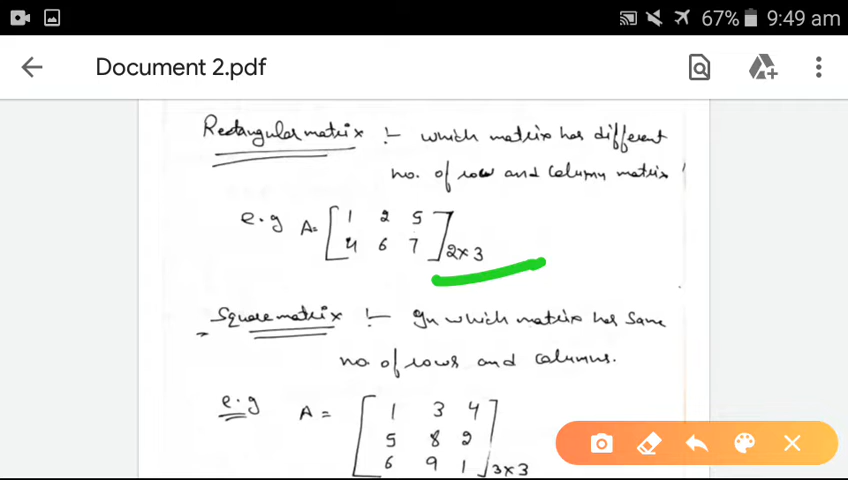 67% 9:49 am
Document 2.pdf
Rectangular matrix :- which matrix has different
no. of row and column matrix
e.g A= [1 2 5
4 6 7] 2×3
Square matrix :- In which matrix has same
no. of rows and columns.
e.g A = [1 3 4
5 8 2
6 9 1] 3×3